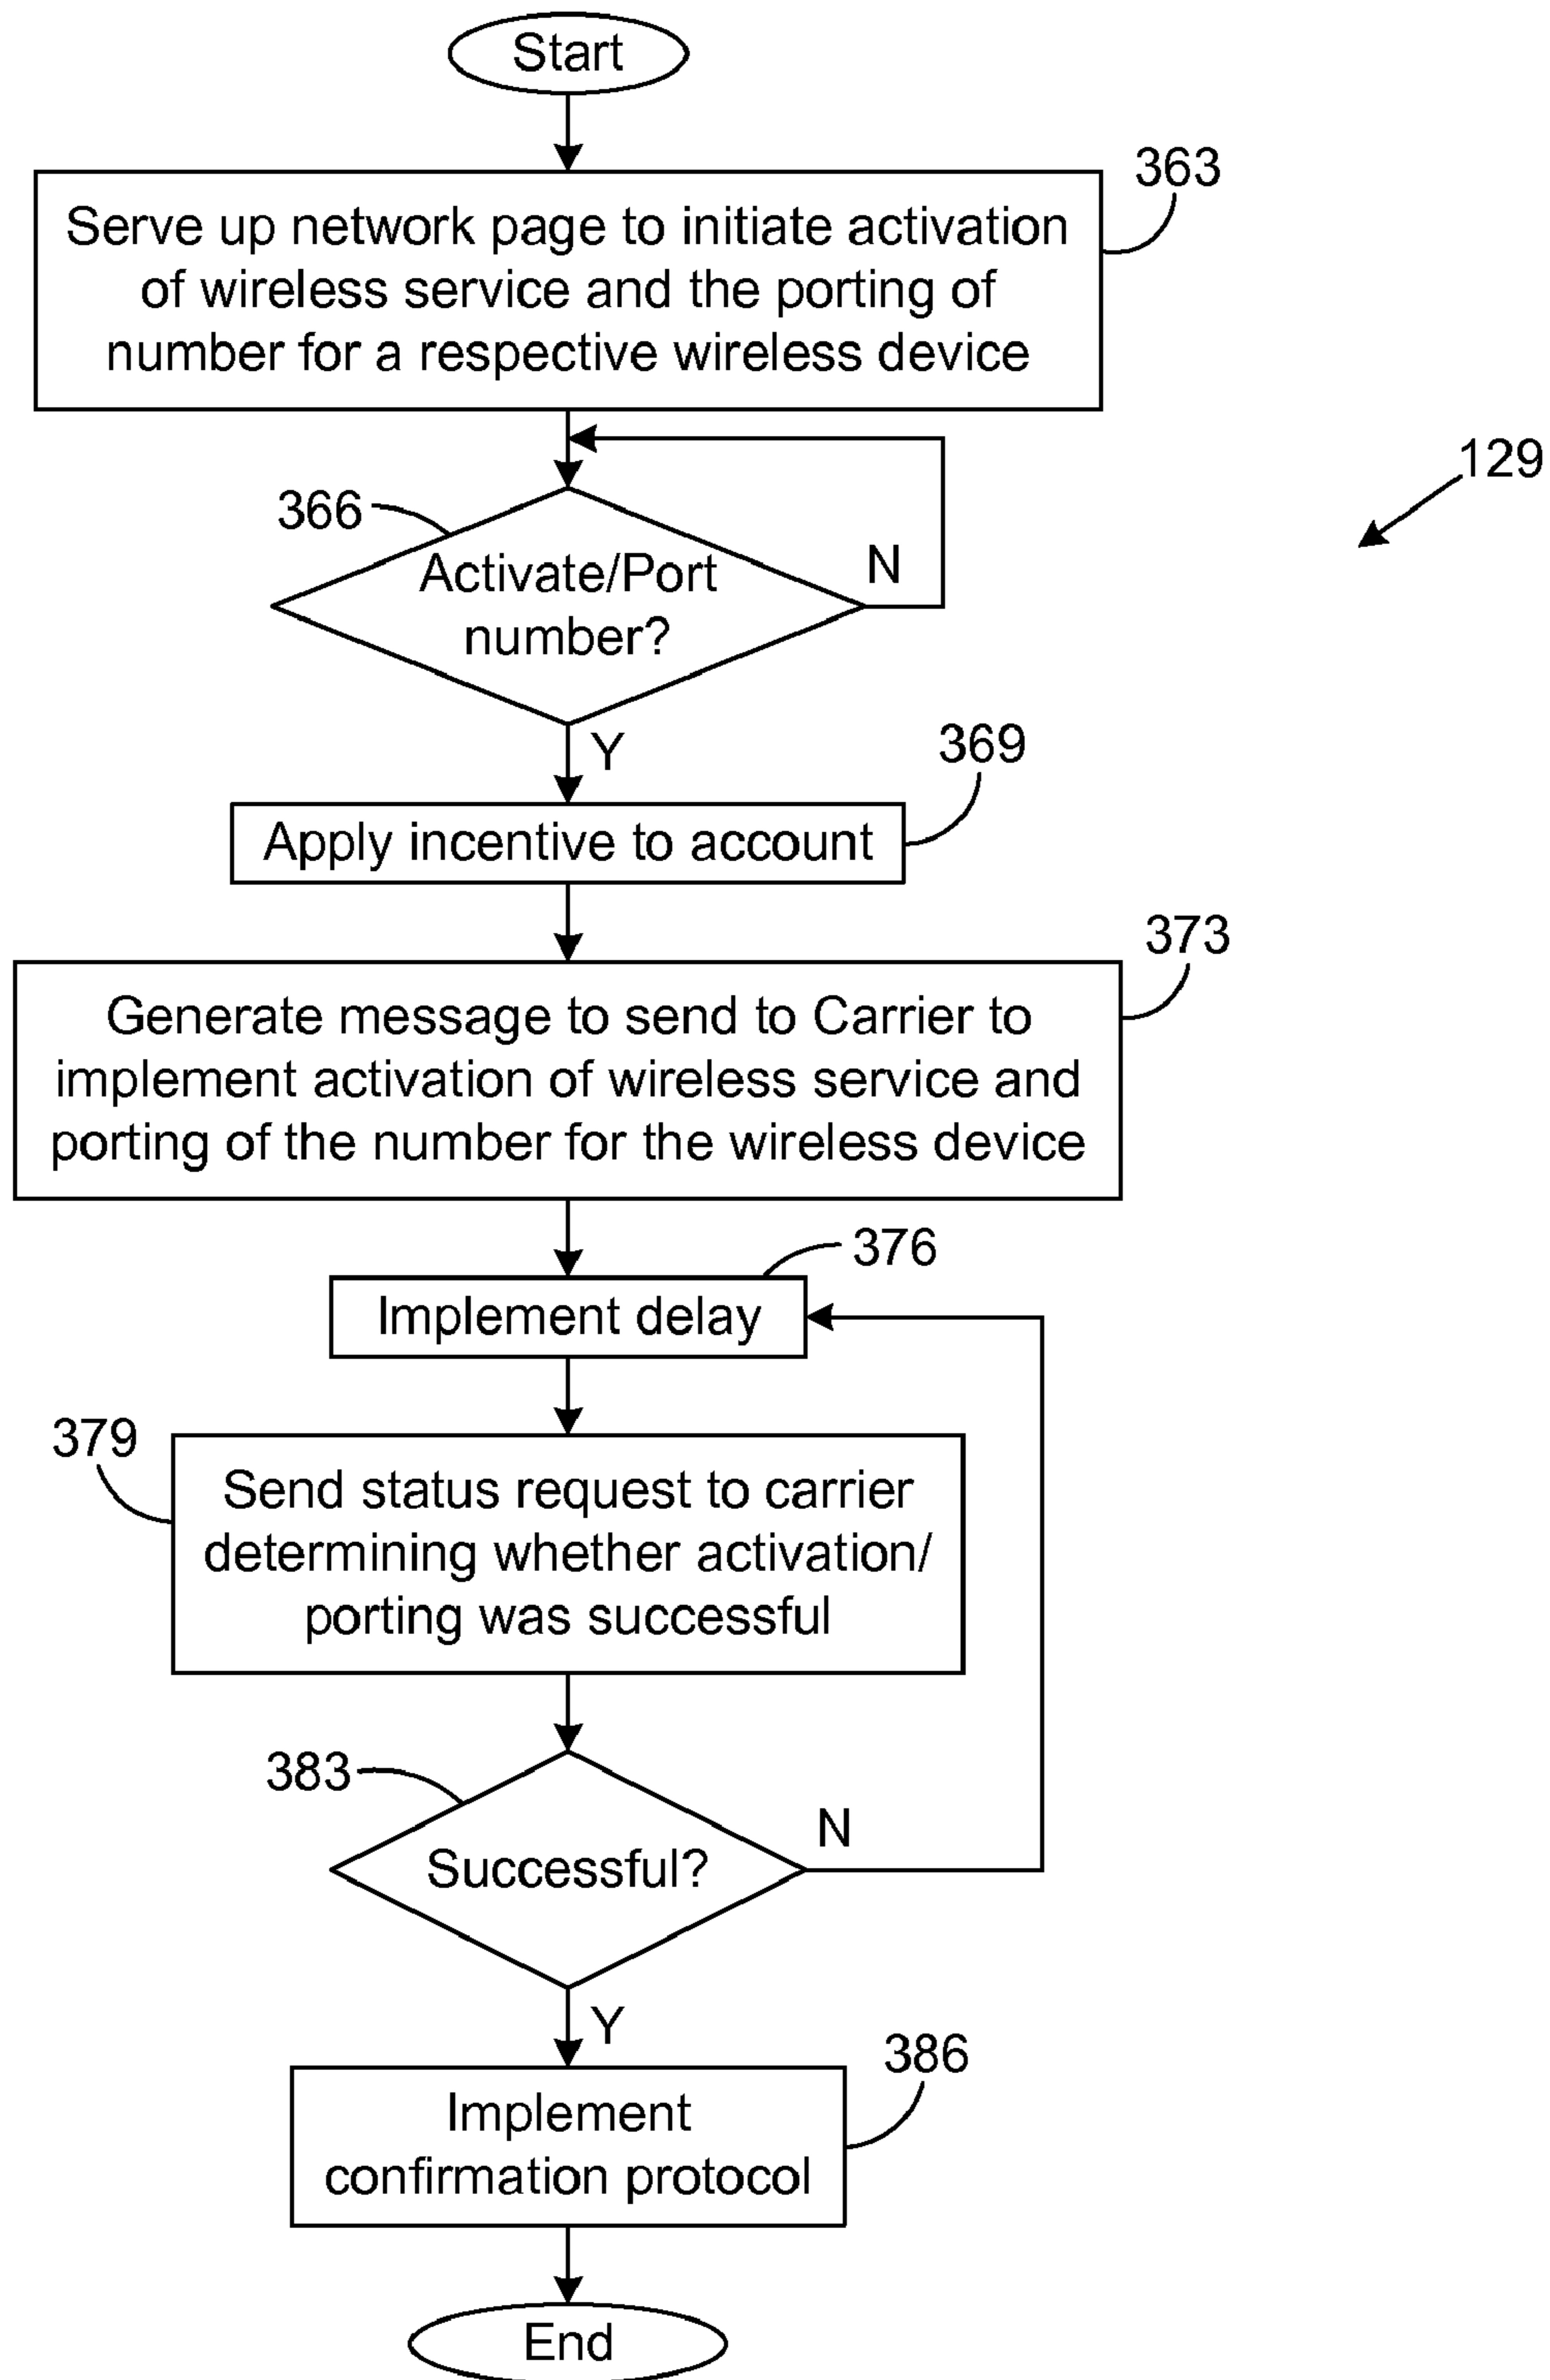 Start
363
Serve up network page to initiate activation
of wireless service and the porting of
number for a respective wireless device
129
366
Activate/Port
number?
N
Y
369
Apply incentive to account
373
Generate message to send to Carrier to
implement activation of wireless service and
porting of the number for the wireless device
376
Implement delay
379
Send status request to carrier
determining whether activation/
porting was successful
383
Successful?
N
Y
386
Implement
confirmation protocol
End